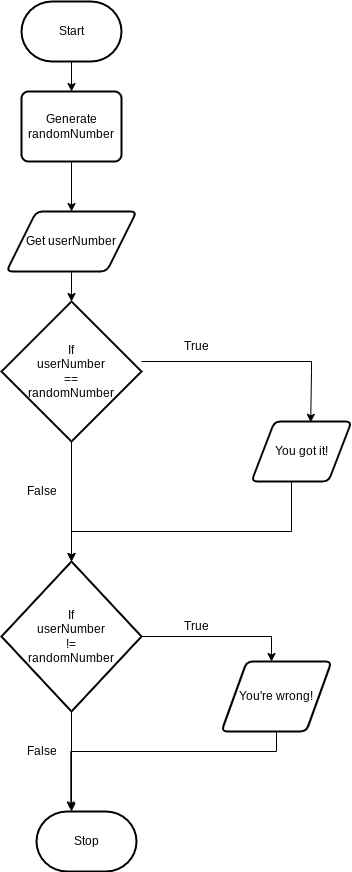 Start
Generate
randomNumber
Get userNumber
If
userNumber
==
randomNumber
True
You got it!
False
If
userNumber
!=
randomNumber
True
You're wrong!
False
Stop